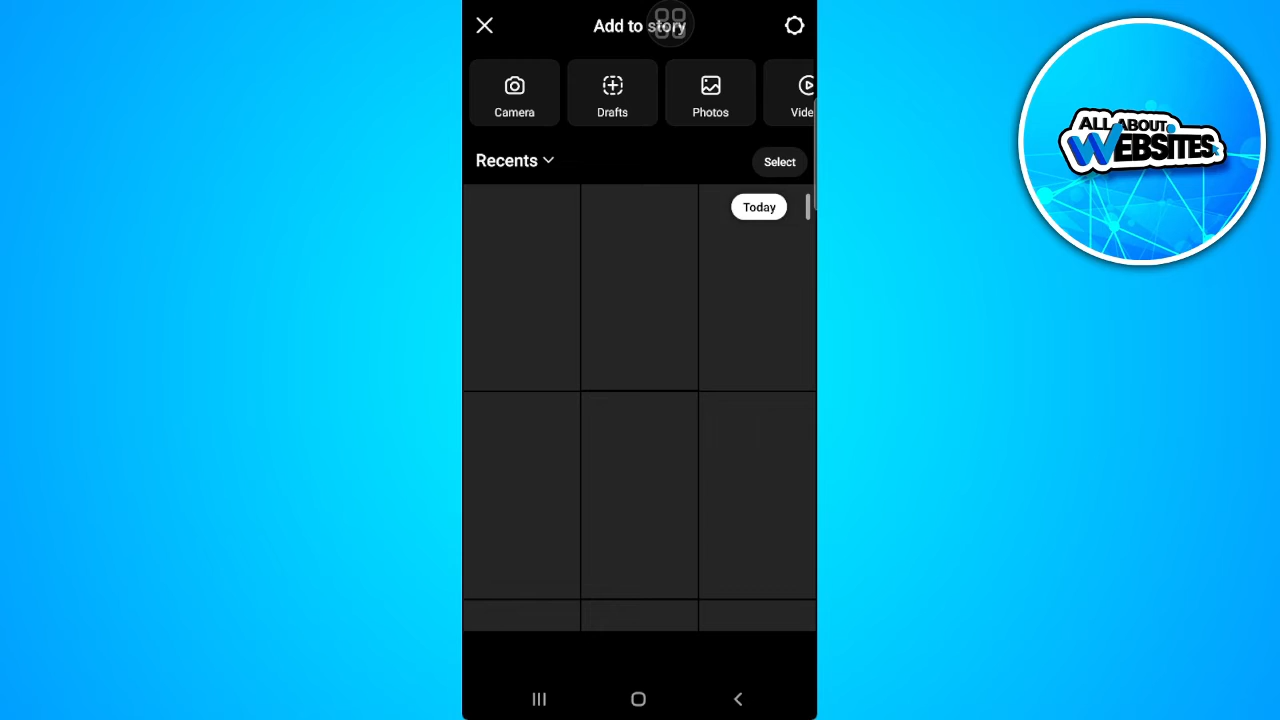 Add to story
Camera
Drafts
Photos
Vide
Recents
Select
Today
ALL ABOUT
WEBSITES